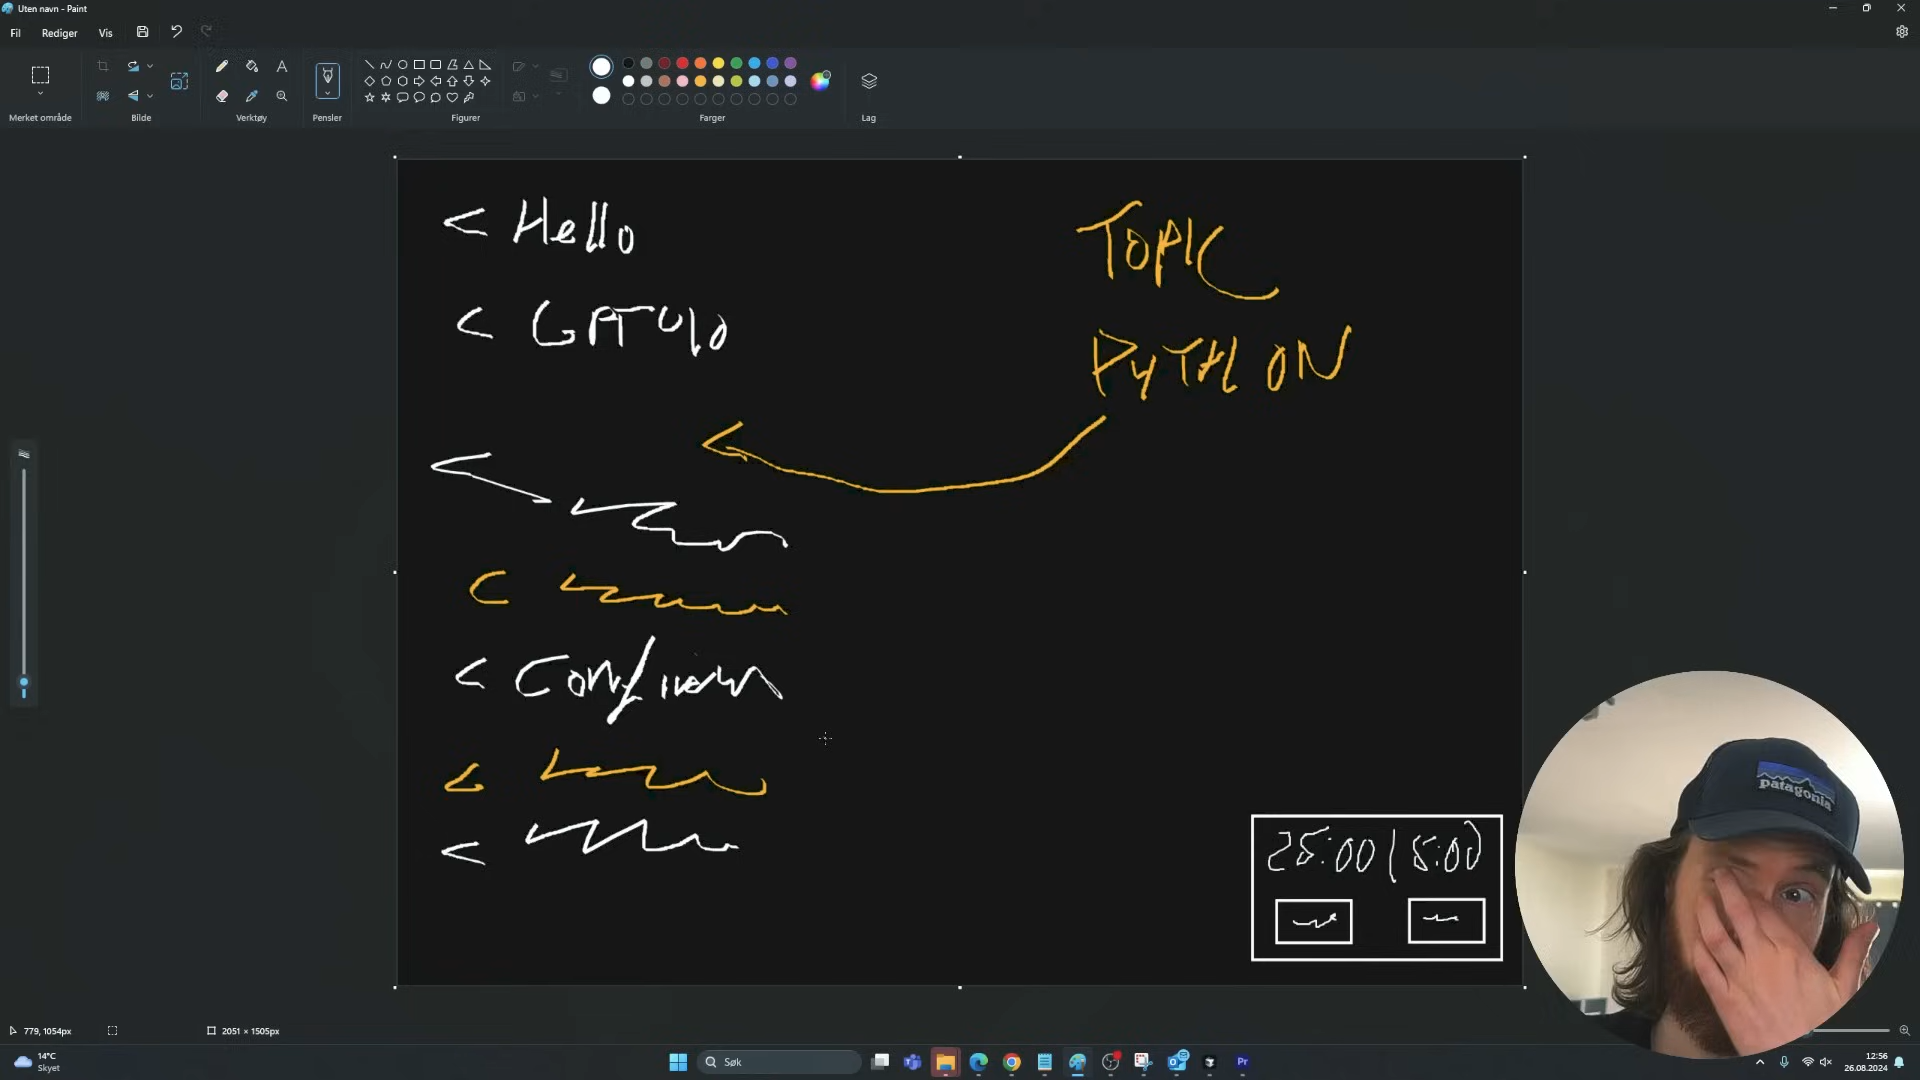 Uten navn - Paint
Fil Rediger Vis
Merket område Bilde Verktøy Pensler Figurer Farger Lag
< Hello
TOPIC
< GPT4o
PYTHON
< Confirm
patagonia
25:00 | 5:00
779, 1054px 2051 × 1505px
14°C
Skyet
Søk
12:56
26.08.2024